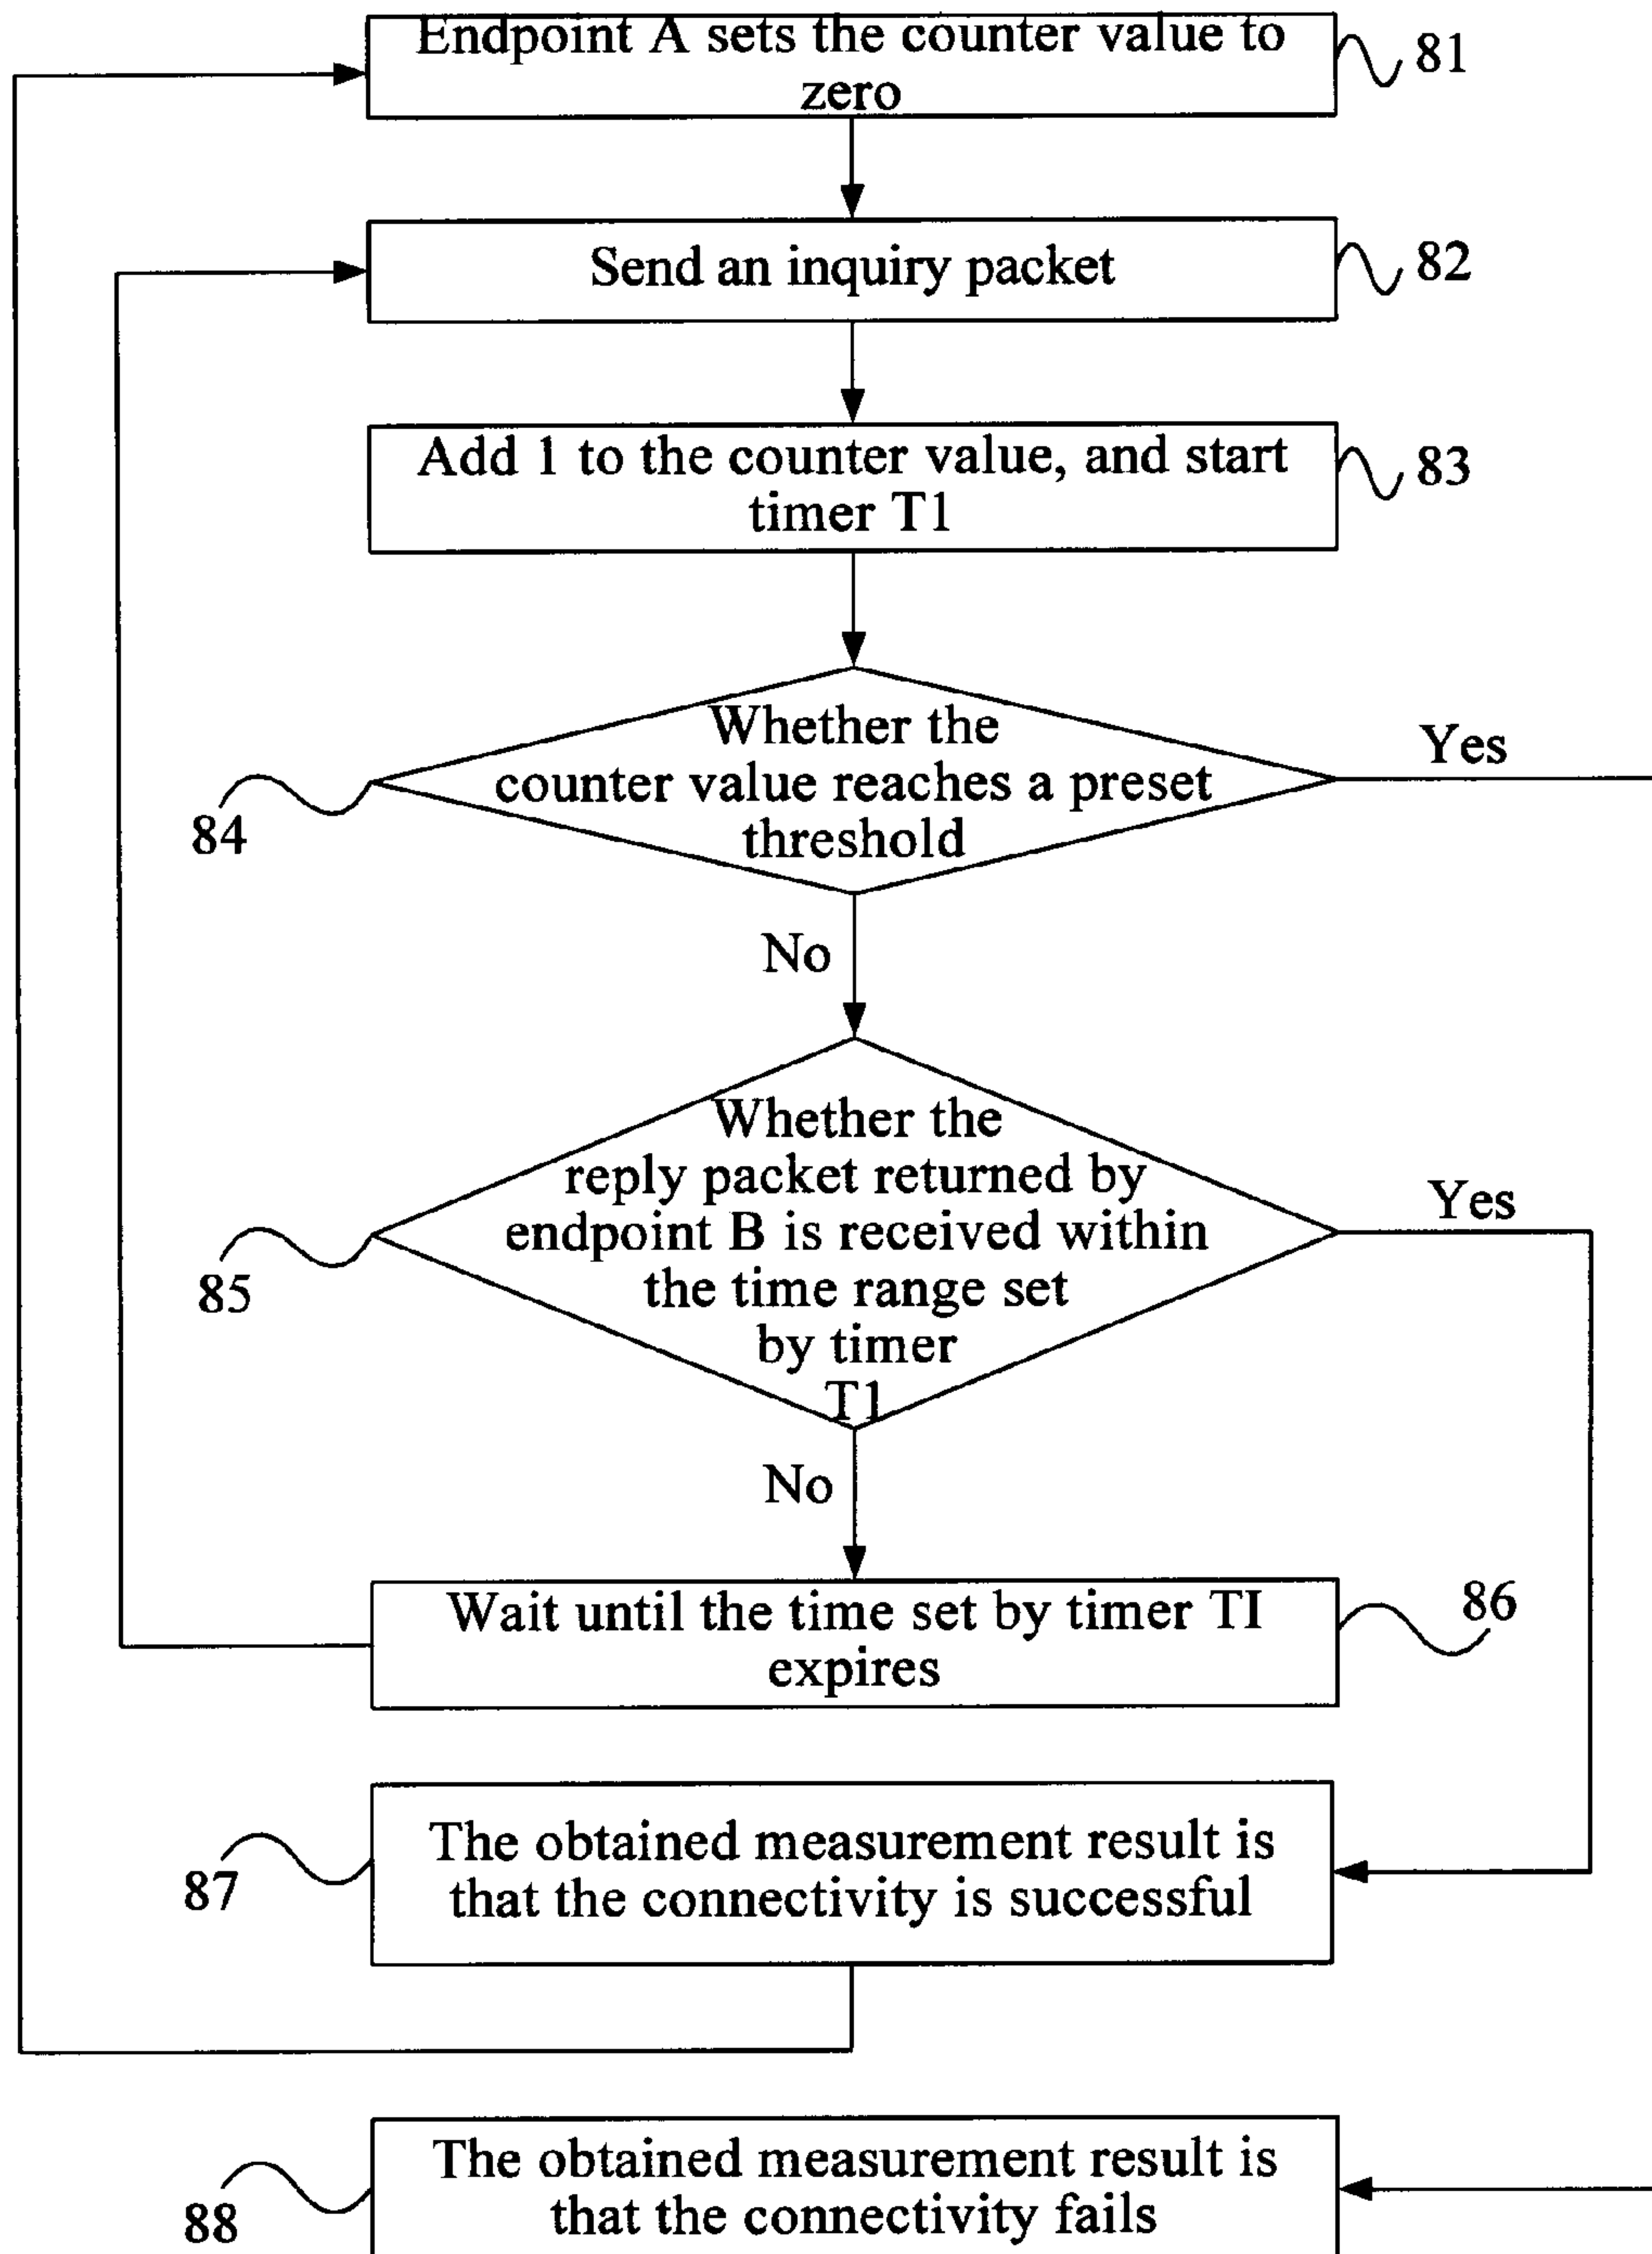 Endpoint A sets the counter value to
zero
81
Send an inquiry packet
82
Add 1 to the counter value, and start
timer T1
83
Whether the
counter value reaches a preset
threshold
Yes
84
No
Whether the
reply packet returned by
endpoint B is received within
the time range set
by timer
T1
Yes
85
No
Wait until the time set by timer TI
expires
86
The obtained measurement result is
that the connectivity is successful
87
The obtained measurement result is
that the connectivity fails
88